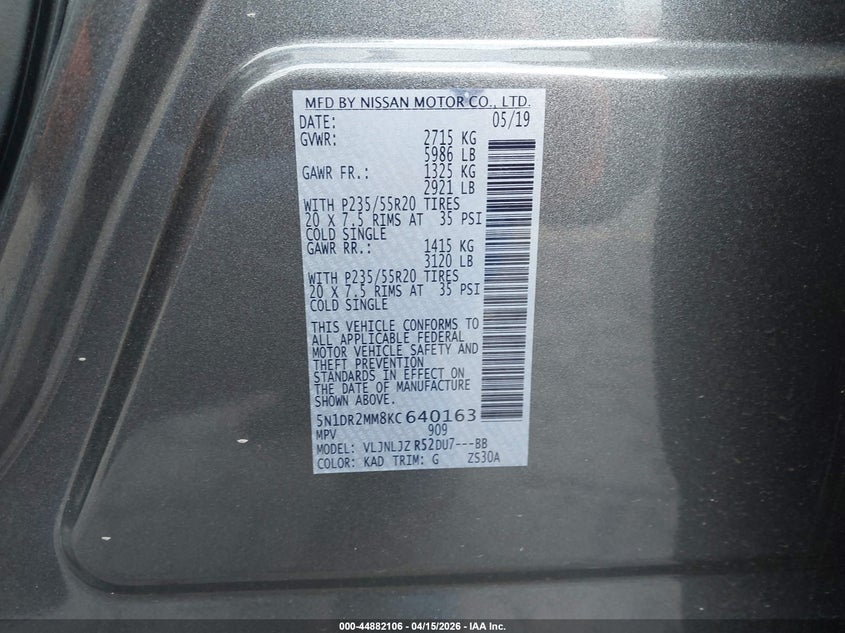 MFD BY NISSAN MOTOR CO., LTD.
DATE: 05/19
GVWR: 2715 KG
5986 LB
GAWR FR.: 1325 KG
2921 LB
WITH P235/55R20 TIRES
20 X 7.5 RIMS AT 35 PSI
COLD SINGLE
GAWR RR.: 1415 KG
3120 LB
WITH P235/55R20 TIRES
20 X 7.5 RIMS AT 35 PSI
COLD SINGLE
THIS VEHICLE CONFORMS TO
ALL APPLICABLE FEDERAL
MOTOR VEHICLE SAFETY AND
THEFT PREVENTION
STANDARDS IN EFFECT ON
THE DATE OF MANUFACTURE
SHOWN ABOVE.
5N1DR2MM8KC640163
MPV 909
MODEL: VLJNLJZ R52DU7---BB
COLOR: KAD TRIM: G Z530A
000-44882106 - 04/15/2026 - IAA Inc.